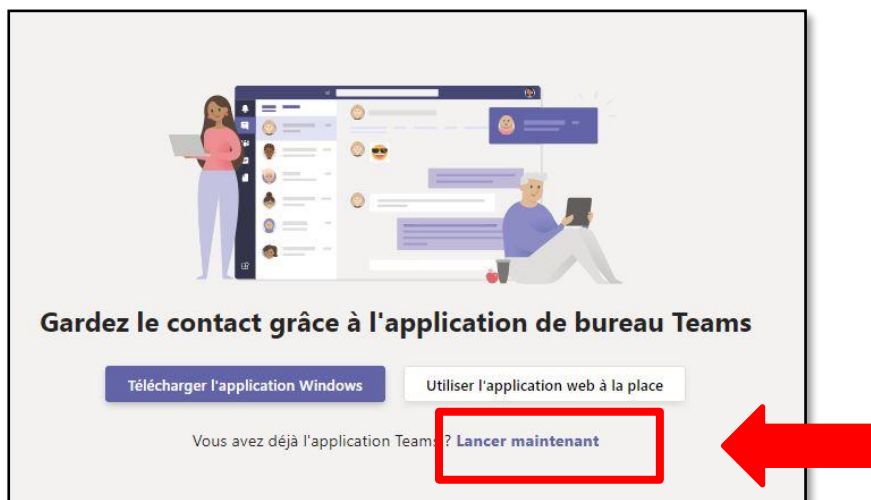 Gardez le contact grâce à l'application de bureau Teams
Télécharger l'application Windows
Utiliser l'application web à la place
Vous avez déjà l'application Teams ? Lancer maintenant